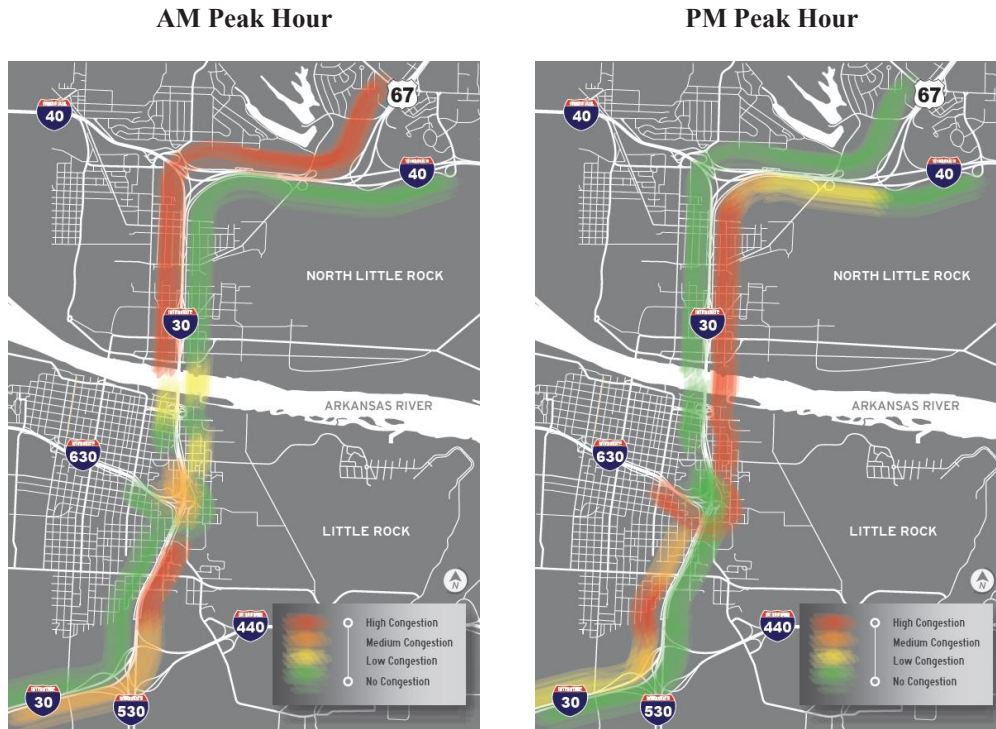 AM Peak Hour
PM Peak Hour
67
40
40
NORTH LITTLE ROCK
30
ARKANSAS RIVER
630
LITTLE ROCK
N
440
High Congestion
Medium Congestion
Low Congestion
No Congestion
30
530
67
40
40
NORTH LITTLE ROCK
30
ARKANSAS RIVER
630
LITTLE ROCK
N
440
High Congestion
Medium Congestion
Low Congestion
No Congestion
30
530